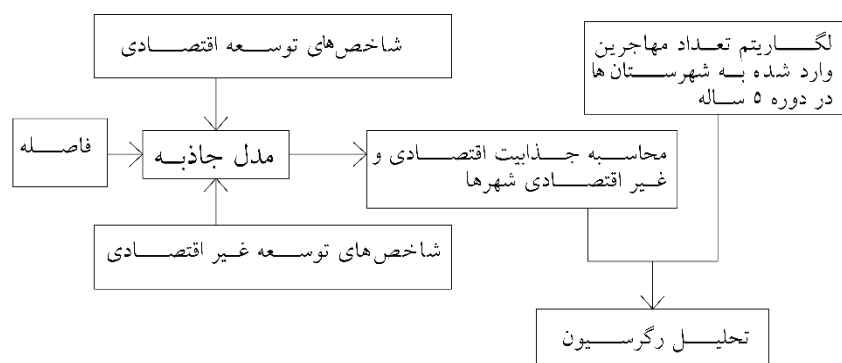 شاخص‌های توسعه اقتصادی
لگاریتم تعداد مهاجرین
وارد شده به شهرستان ها
در دوره ۵ ساله
فاصله
مدل جاذبه
محاسبه جذابیت اقتصادی و
غیر اقتصادی شهرها
شاخص‌های توسعه غیر اقتصادی
تحلیل رگرسیون